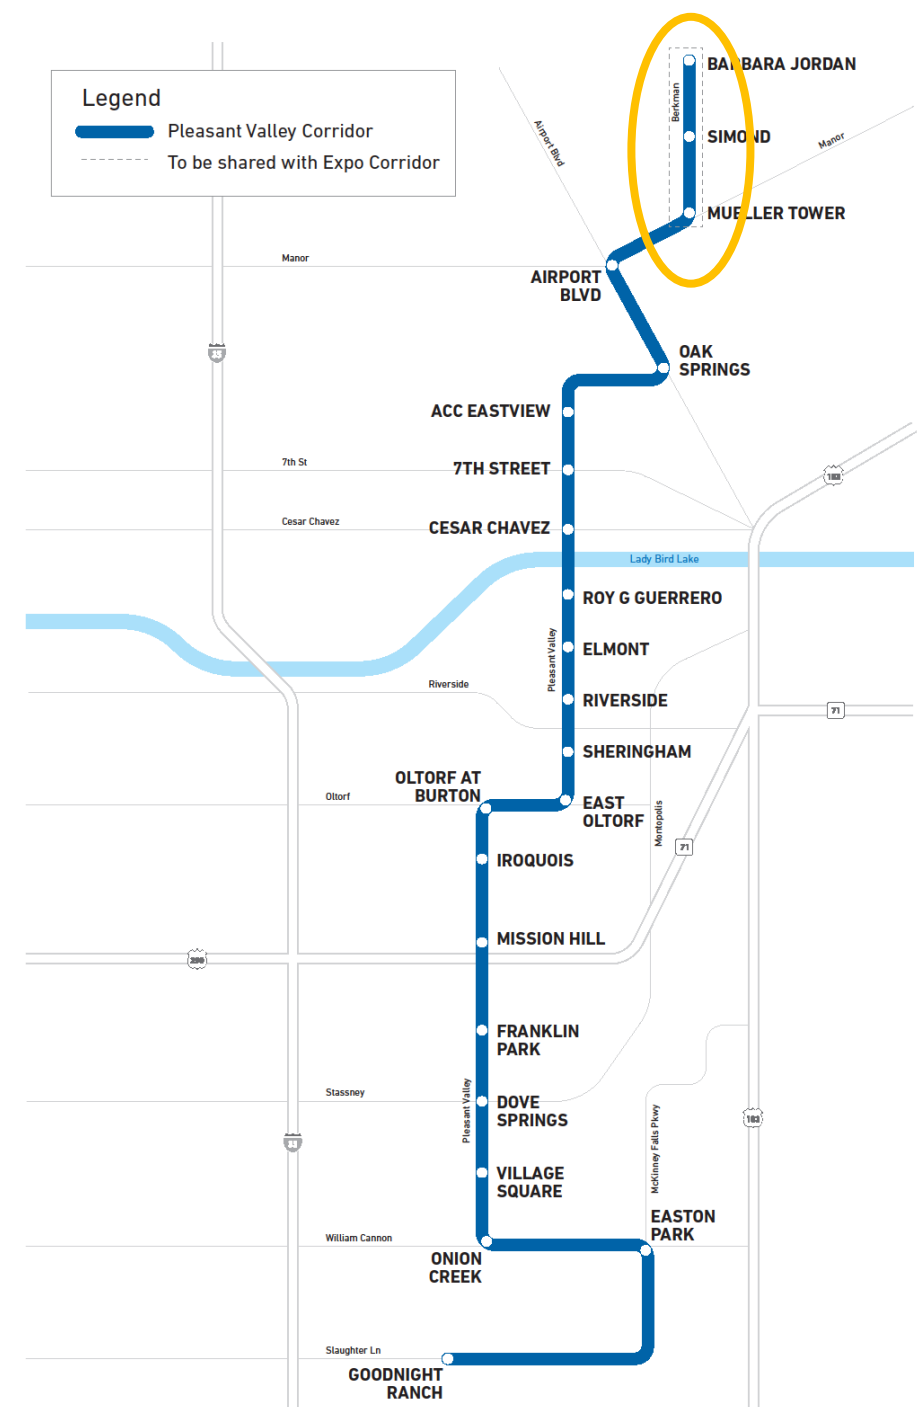 BARBARA JORDAN
Legend
Pleasant Valley Corridor
To be shared with Expo Corridor
Berkman
Airport Blvd
SIMOND
Manor
MUELLER TOWER
Manor
AIRPORT
BLVD
35
OAK
SPRINGS
ACC EASTVIEW
7th St
7TH STREET
183
Cesar Chavez
CESAR CHAVEZ
Lady Bird Lake
ROY G GUERRERO
Pleasant Valley
ELMONT
Riverside
RIVERSIDE
71
SHERINGHAM
OLTORF AT
BURTON
Oltorf
EAST
OLTORF
Montopolis
71
IROQUOIS
MISSION HILL
290
FRANKLIN
PARK
Stassney
Pleasant Valley
DOVE
SPRINGS
183
McKinney Falls Pkwy
VILLAGE
SQUARE
EASTON
PARK
William Cannon
ONION
CREEK
Slaughter Ln
GOODNIGHT
RANCH